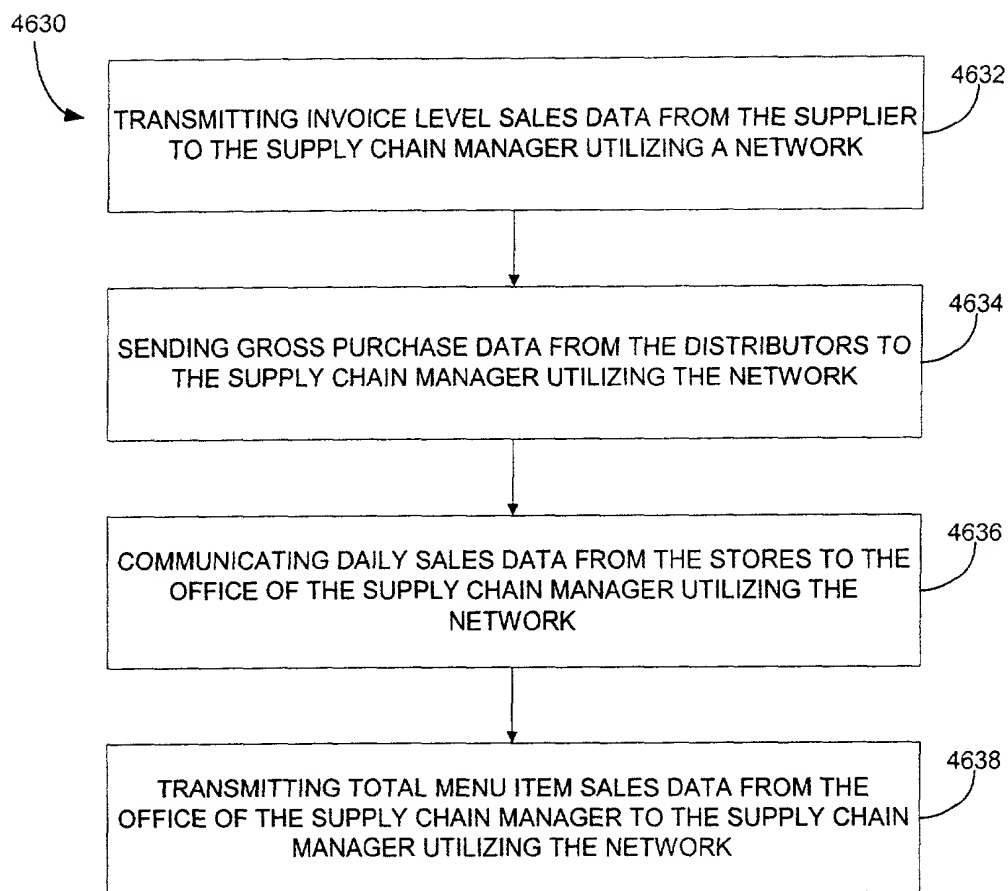 4630
4632
TRANSMITTING INVOICE LEVEL SALES DATA FROM THE SUPPLIER
TO THE SUPPLY CHAIN MANAGER UTILIZING A NETWORK
4634
SENDING GROSS PURCHASE DATA FROM THE DISTRIBUTORS TO
THE SUPPLY CHAIN MANAGER UTILIZING THE NETWORK
4636
COMMUNICATING DAILY SALES DATA FROM THE STORES TO THE
OFFICE OF THE SUPPLY CHAIN MANAGER UTILIZING THE
NETWORK
4638
TRANSMITTING TOTAL MENU ITEM SALES DATA FROM THE
OFFICE OF THE SUPPLY CHAIN MANAGER TO THE SUPPLY CHAIN
MANAGER UTILIZING THE NETWORK